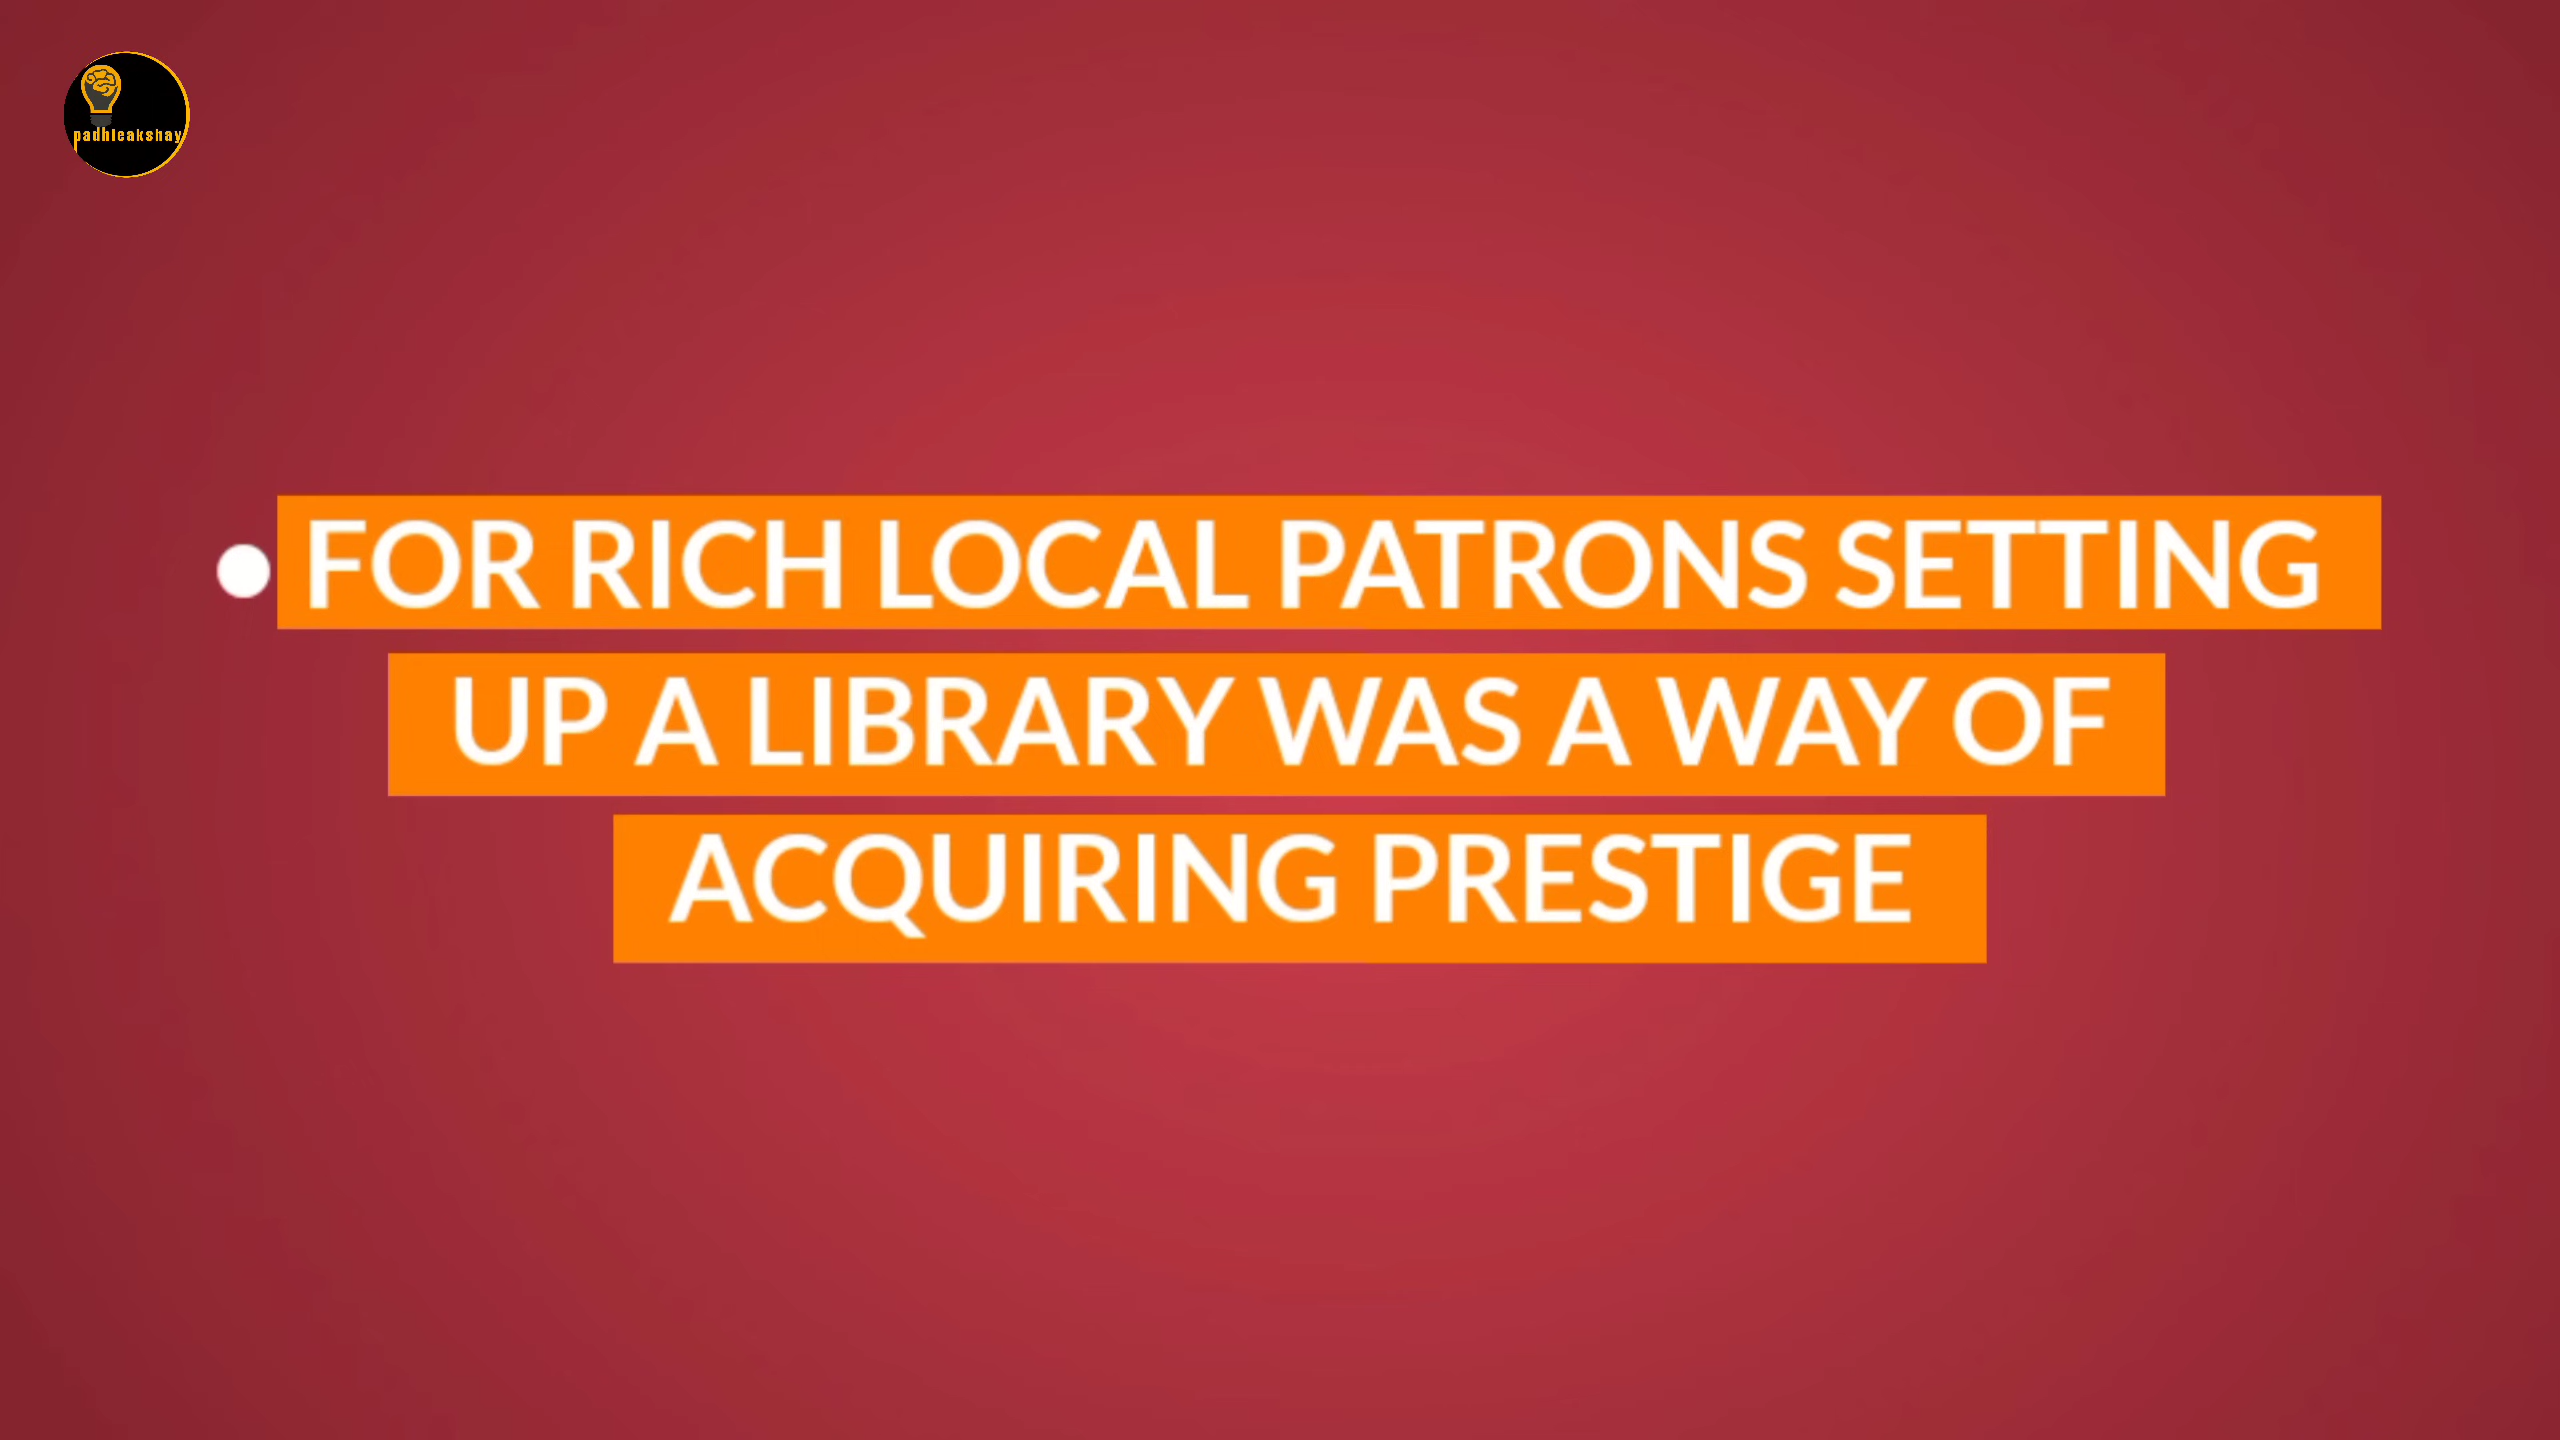 padhleakshay
• FOR RICH LOCAL PATRONS SETTING
UP A LIBRARY WAS A WAY OF
ACQUIRING PRESTIGE